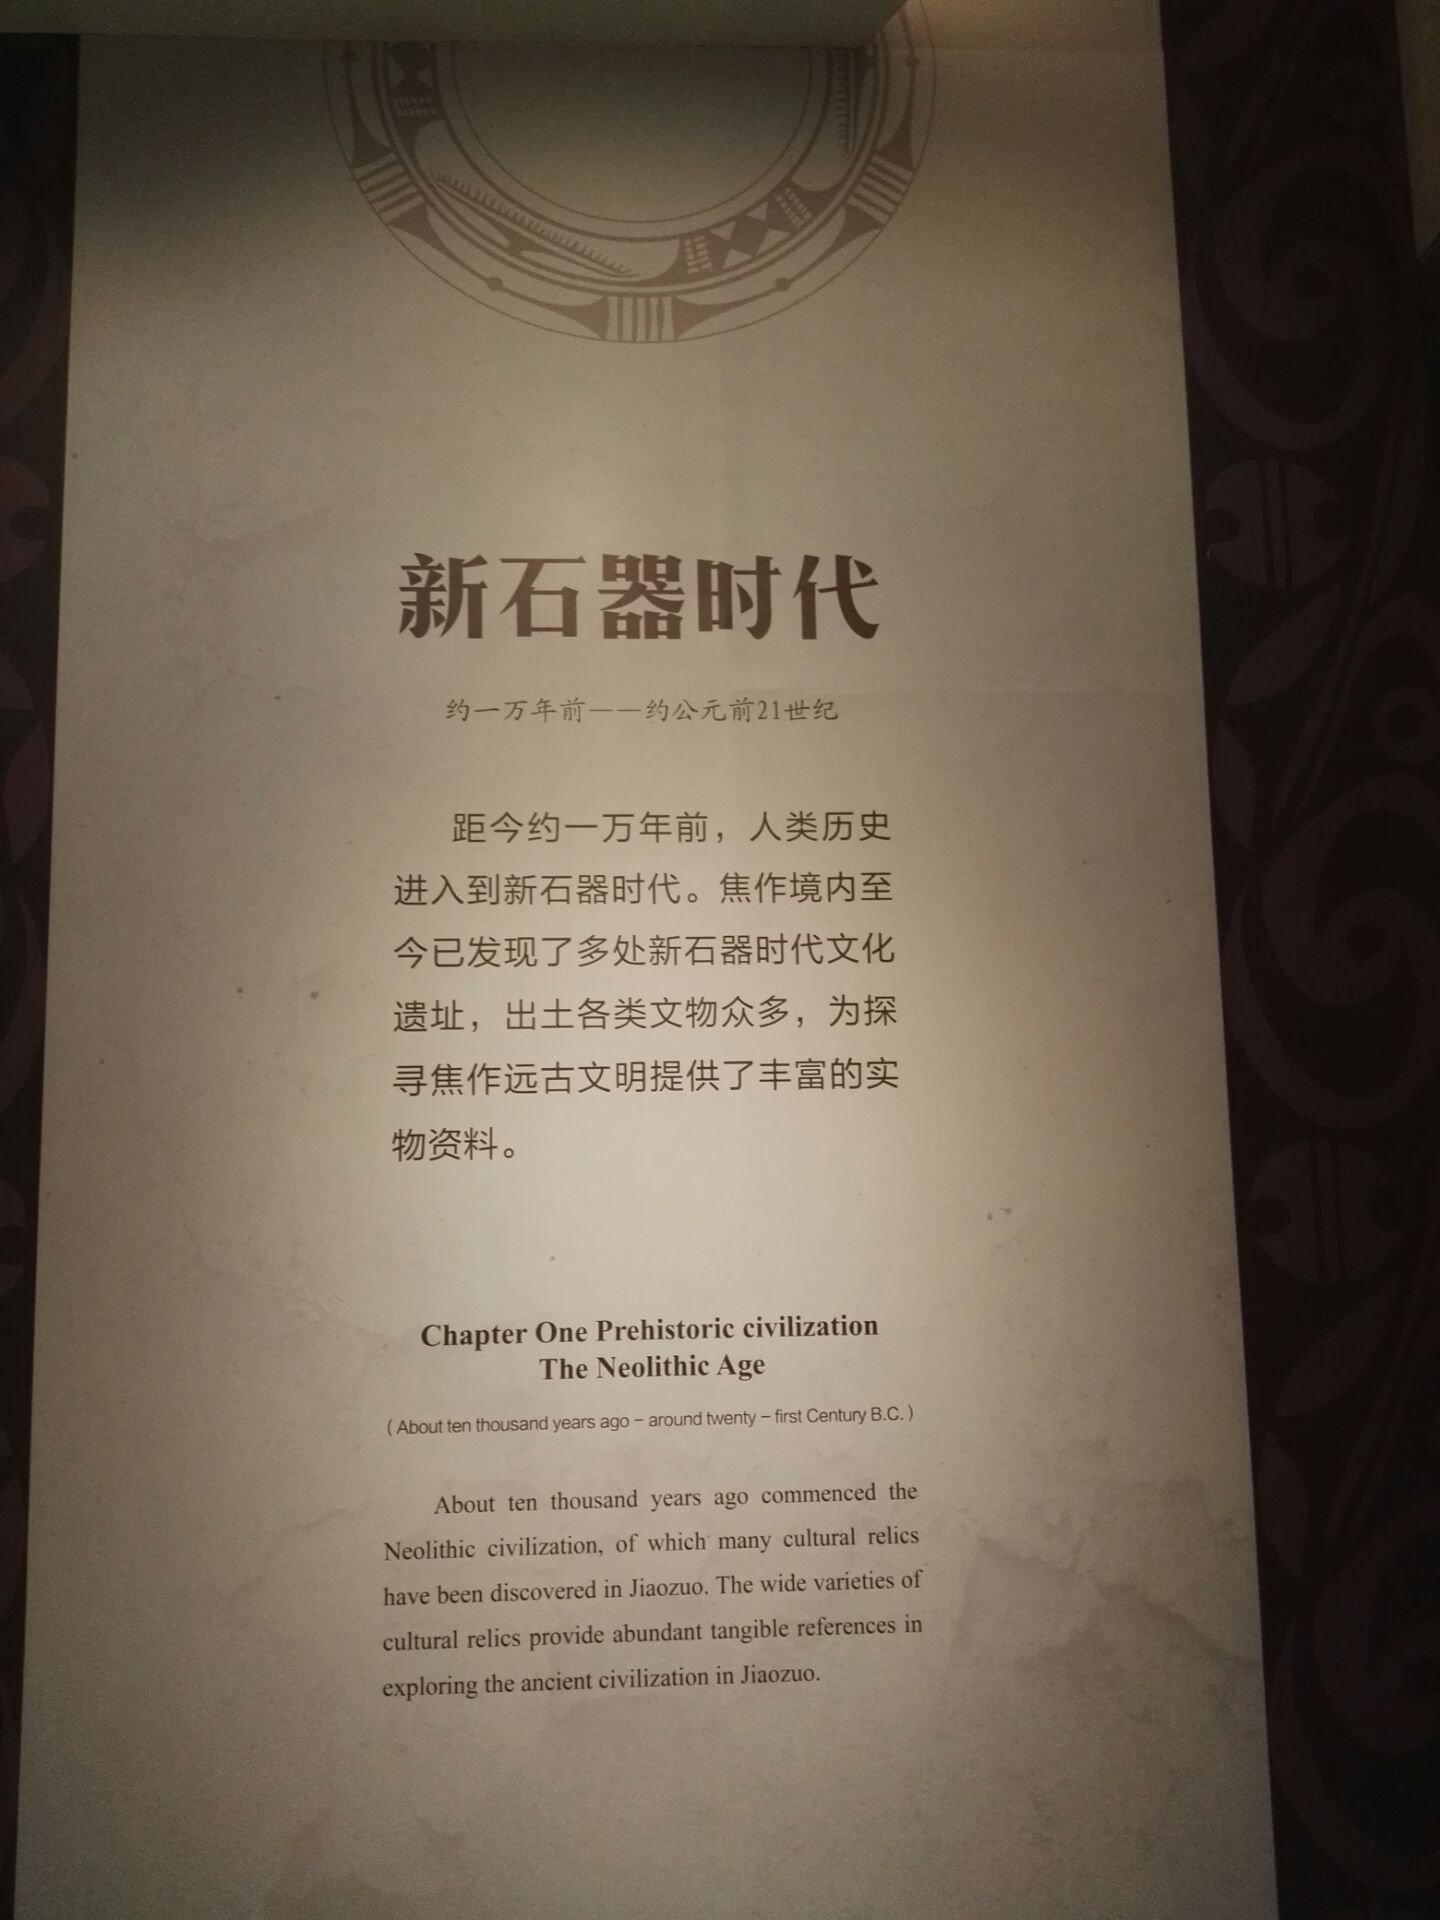 新石器时代
约一万年前——约公元前21世纪
距今约一万年前，人类历史
进入到新石器时代。焦作境内至
今已发现了多处新石器时代文化
遗址，出土各类文物众多，为探
寻焦作远古文明提供了丰富的实
物资料。
Chapter One Prehistoric civilization
The Neolithic Age
( About ten thousand years ago – around twenty – first Century B.C. )
About ten thousand years ago commenced the
Neolithic civilization, of which many cultural relics
have been discovered in Jiaozuo. The wide varieties of
cultural relics provide abundant tangible references in
exploring the ancient civilization in Jiaozuo.